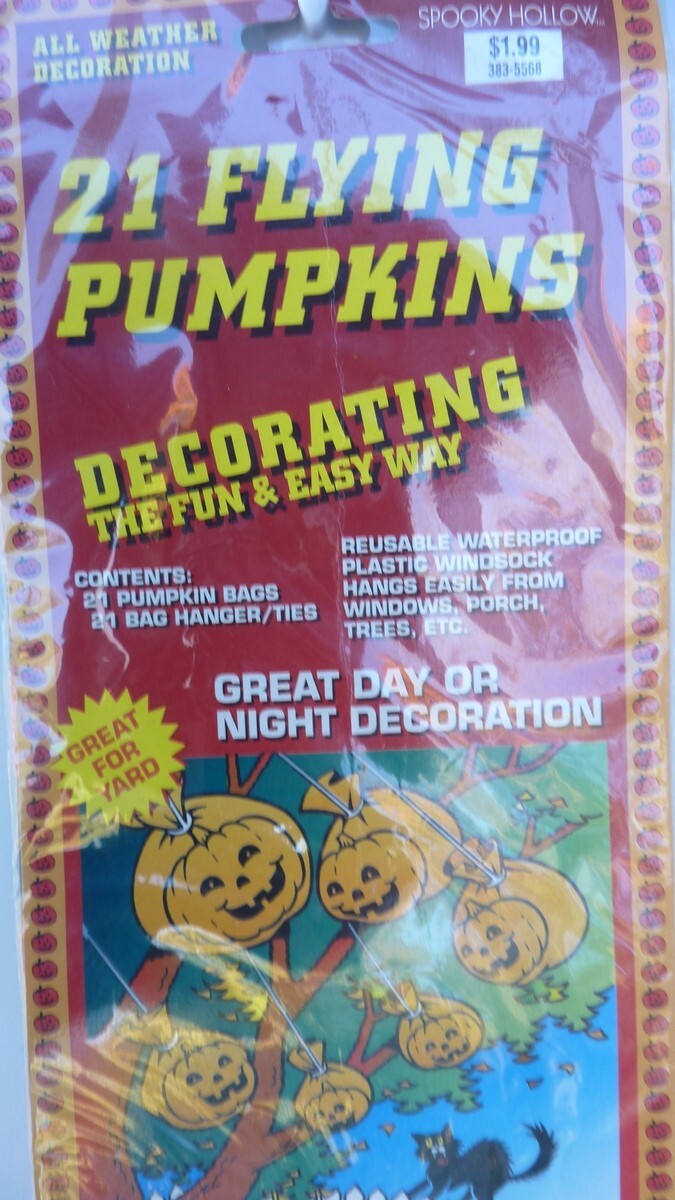 SPOOKY HOLLOW
ALL WEATHER
DECORATION
$1.99
383-5568
21 FLYING
PUMPKINS
DECORATING
THE FUN & EASY WAY
CONTENTS:
21 PUMPKIN BAGS
21 BAG HANGER/TIES
REUSABLE WATERPROOF
PLASTIC WINDSOCK
HANGS EASILY FROM
WINDOWS, PORCH,
TREES, ETC.
GREAT DAY OR
NIGHT DECORATION
GREAT
FOR
YARD